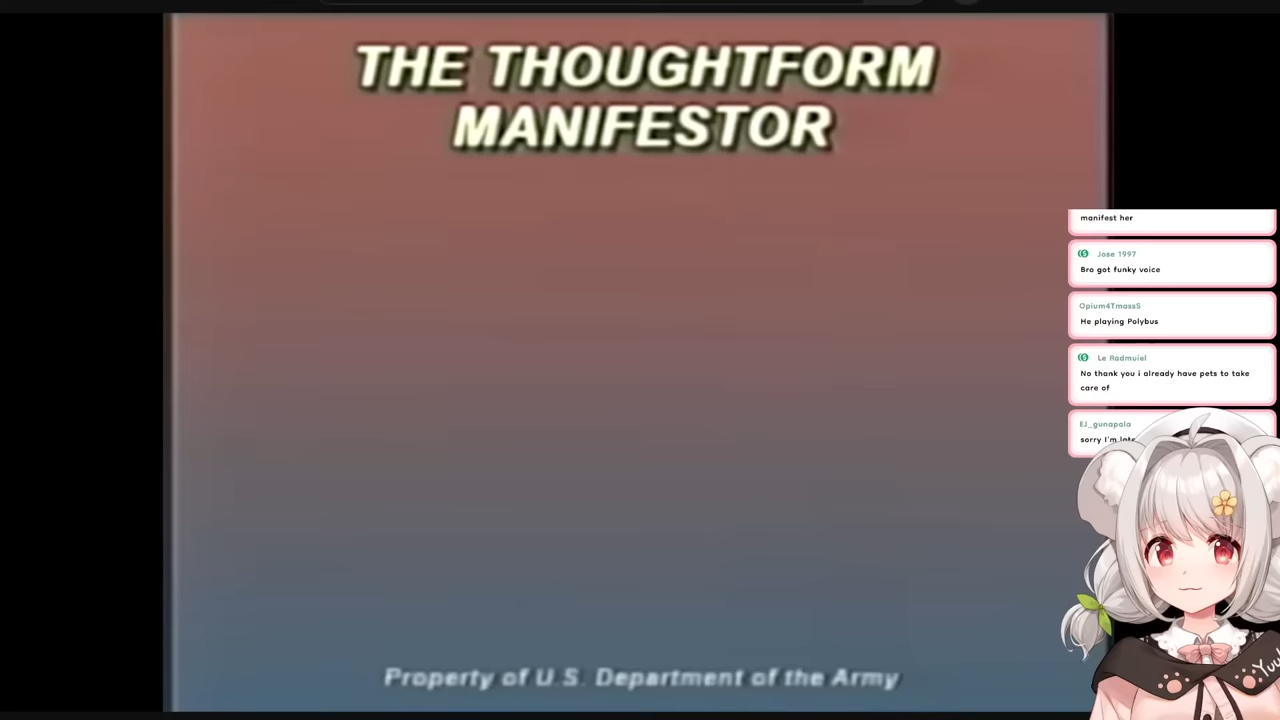 THE THOUGHTFORM
MANIFESTOR
manifest her
Jose 1997
Bro got funky voice
Opium4TmassS
He playing Polybus
Le Radmuiel
No thank you i already have pets to take
care of
EJ_gunapala
sorry I'm late
Property of U.S. Department of the Army